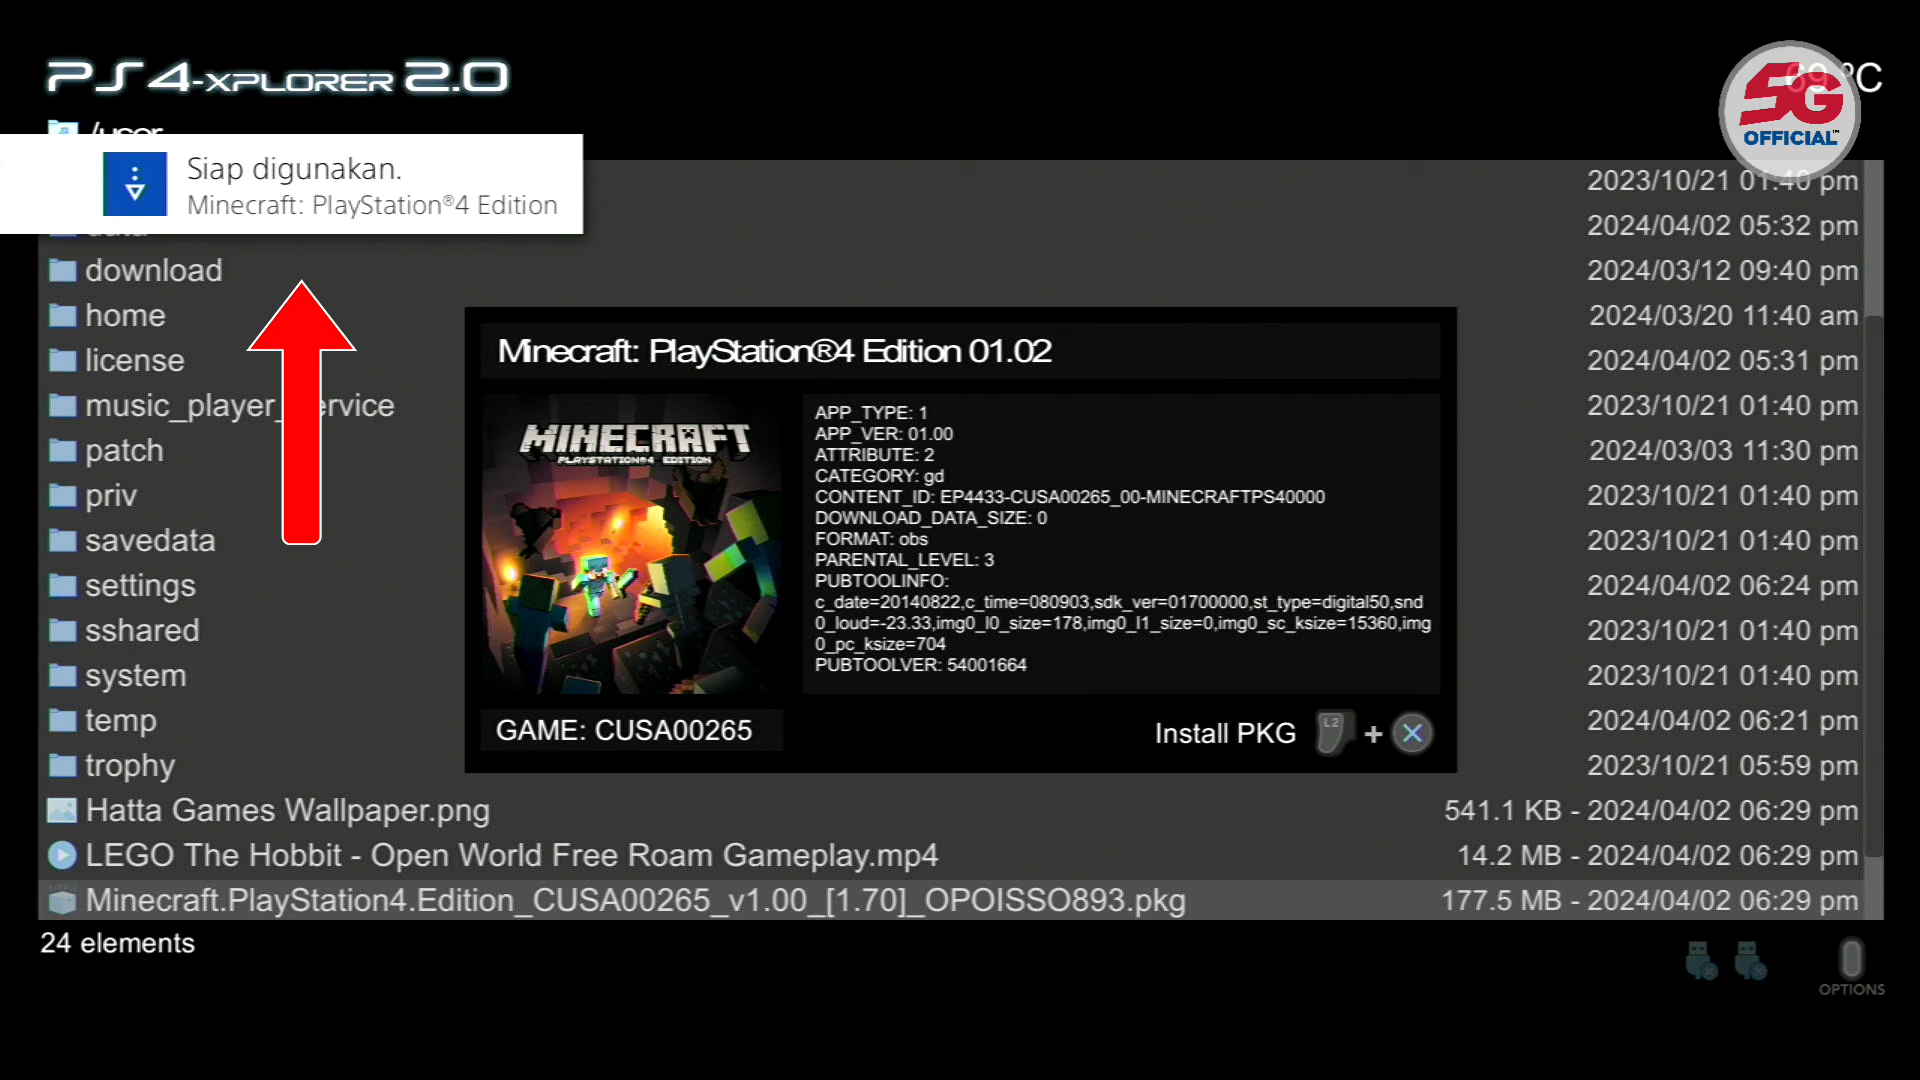 PS4-XPLORER 2.0
69 °C
5G
OFFICIAL™
/user
Siap digunakan.
Minecraft: PlayStation®4 Edition
2023/10/21 01:40 pm
data
2024/04/02 05:32 pm
download
2024/03/12 09:40 pm
home
2024/03/20 11:40 am
license
2024/04/02 05:31 pm
music_player_service
2023/10/21 01:40 pm
patch
2024/03/03 11:30 pm
priv
2023/10/21 01:40 pm
savedata
2023/10/21 01:40 pm
settings
2024/04/02 06:24 pm
sshared
2023/10/21 01:40 pm
system
2023/10/21 01:40 pm
temp
2024/04/02 06:21 pm
trophy
2023/10/21 05:59 pm
Hatta Games Wallpaper.png
541.1 KB - 2024/04/02 06:29 pm
LEGO The Hobbit - Open World Free Roam Gameplay.mp4
14.2 MB - 2024/04/02 06:29 pm
Minecraft.PlayStation4.Edition_CUSA00265_v1.00_[1.70]_OPOISSO893.pkg
177.5 MB - 2024/04/02 06:29 pm
24 elements
OPTIONS
Minecraft: PlayStation®4 Edition 01.02
MINECRAFT
PLAYSTATION®4 EDITION
APP_TYPE: 1
APP_VER: 01.00
ATTRIBUTE: 2
CATEGORY: gd
CONTENT_ID: EP4433-CUSA00265_00-MINECRAFTPS40000
DOWNLOAD_DATA_SIZE: 0
FORMAT: obs
PARENTAL_LEVEL: 3
PUBTOOLINFO:
c_date=20140822,c_time=080903,sdk_ver=01700000,st_type=digital50,snd
0_loud=-23.33,img0_l0_size=178,img0_l1_size=0,img0_sc_ksize=15360,img
0_pc_ksize=704
PUBTOOLVER: 54001664
GAME: CUSA00265
Install PKG L2 +